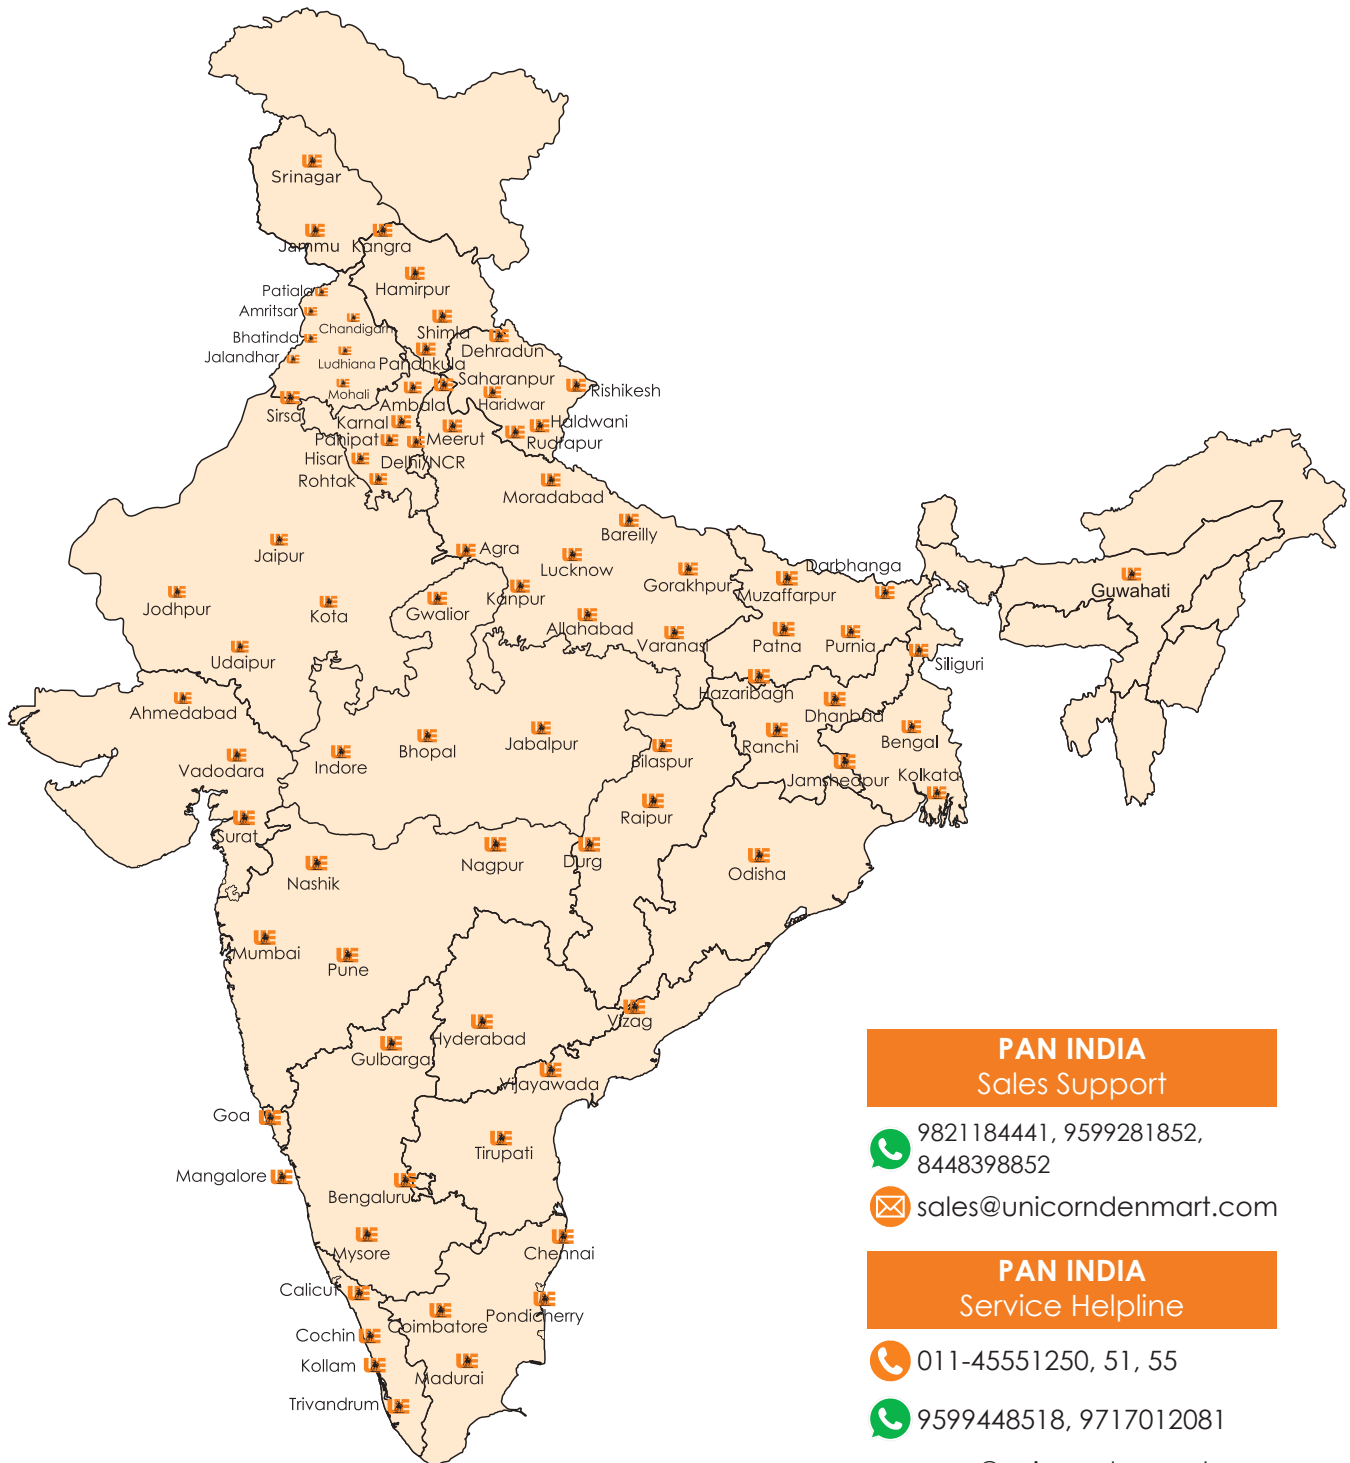 Srinagar
Jammu
Kangra
Hamirpur
Patiala
Amritsar
Chandigarh
Shimla
Bhatinda
Dehradun
Jalandhar
Ludhiana
Panchkula
Saharanpur
Rishikesh
Mohali
Ambala
Haridwar
Sirsa
Karnal
Haldwani
Panipat
Meerut
Rudrapur
Hisar
Delhi/NCR
Rohtak
Moradabad
Bareilly
Jaipur
Agra
Lucknow
Darbhanga
Gorakhpur
Muzaffarpur
Guwahati
Jodhpur
Kota
Gwalior
Kanpur
Allahabad
Varanasi
Patna
Purnia
Udaipur
Siliguri
Ahmedabad
Hazaribagh
Dhanbad
Vadodara
Indore
Bhopal
Jabalpur
Bilaspur
Ranchi
Bengal
Jamshedpur
Kolkata
Surat
Raipur
Nashik
Nagpur
Durg
Odisha
Mumbai
Pune
Vizag
Gulbarga
Hyderabad
Vijayawada
Goa
Tirupati
Mangalore
Bengaluru
Mysore
Chennai
Calicut
Coimbatore
Pondicherry
Cochin
Kollam
Madurai
Trivandrum
PAN INDIA
Sales Support
9821184441, 9599281852,
8448398852
sales@unicorndenmart.com
PAN INDIA
Service Helpline
011-45551250, 51, 55
9599448518, 9717012081